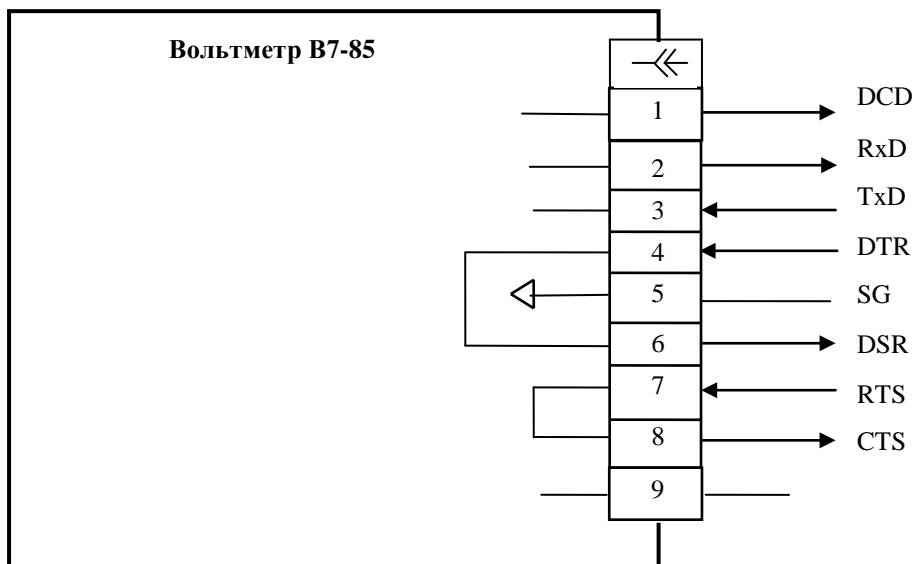 Вольтметр В7-85
1 DCD
2 RxD
3 TxD
4 DTR
5 SG
6 DSR
7 RTS
8 CTS
9